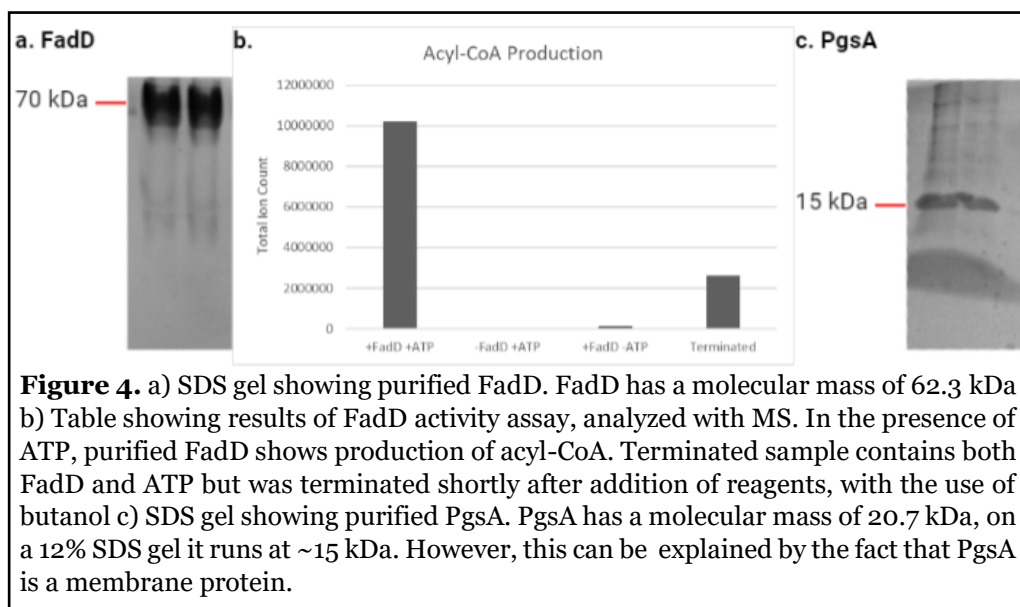 a. FadD
b.
c. PgsA
Acyl-CoA Production
70 kDa
15 kDa
Total Ion Count
12000000
10000000
8000000
6000000
4000000
2000000
0
+FadD +ATP
-FadD +ATP
+FadD -ATP
Terminated
Figure 4. a) SDS gel showing purified FadD. FadD has a molecular mass of 62.3 kDa
b) Table showing results of FadD activity assay, analyzed with MS. In the presence of
ATP, purified FadD shows production of acyl-CoA. Terminated sample contains both
FadD and ATP but was terminated shortly after addition of reagents, with the use of
butanol c) SDS gel showing purified PgsA. PgsA has a molecular mass of 20.7 kDa, on
a 12% SDS gel it runs at ~15 kDa. However, this can be explained by the fact that PgsA
is a membrane protein.